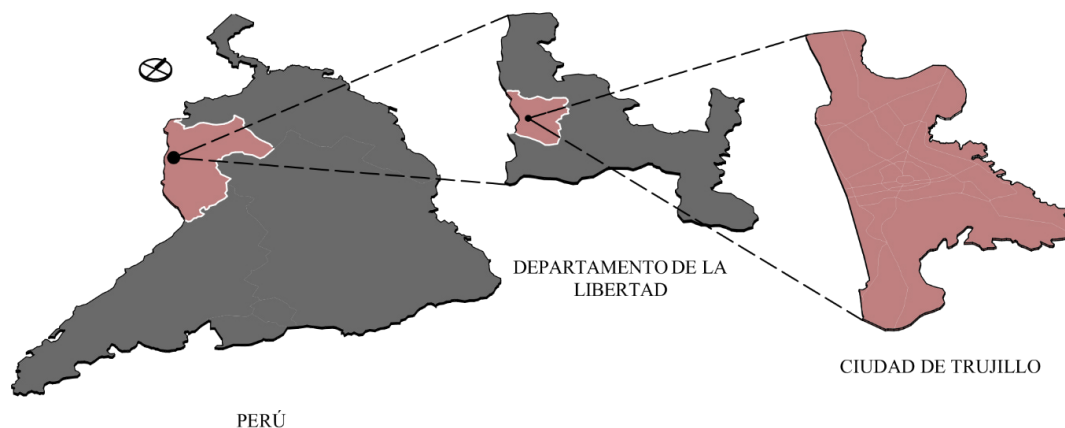 DEPARTAMENTO DE LA
LIBERTAD
CIUDAD DE TRUJILLO
PERÚ